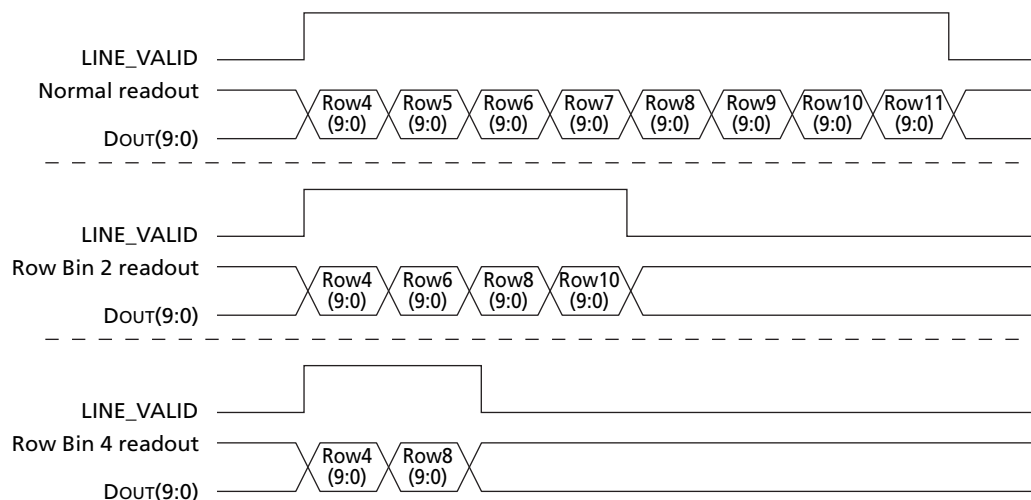 LINE_VALID
Normal readout
Row4 Row5 Row6 Row7 Row8 Row9 Row10 Row11
(9:0) (9:0) (9:0) (9:0) (9:0) (9:0) (9:0) (9:0)
DOUT(9:0)
LINE_VALID
Row Bin 2 readout
Row4 Row6 Row8 Row10
(9:0) (9:0) (9:0) (9:0)
DOUT(9:0)
LINE_VALID
Row Bin 4 readout
Row4 Row8
(9:0) (9:0)
DOUT(9:0)